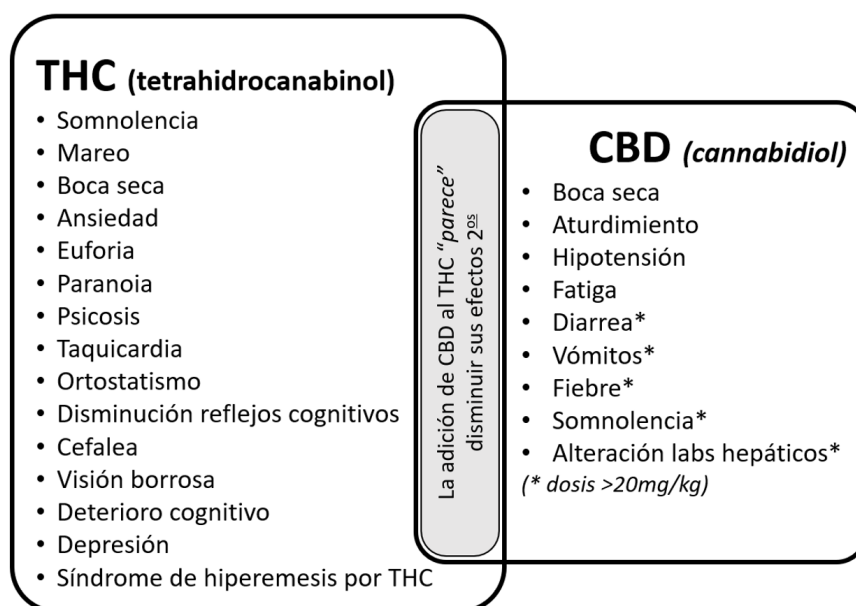 THC (tetrahidrocanabinol)
• Somnolencia
• Mareo
• Boca seca
• Ansiedad
• Euforia
• Paranoia
• Psicosis
• Taquicardia
• Ortostatismo
• Disminución reflejos cognitivos
• Cefalea
• Visión borrosa
• Deterioro cognitivo
• Depresión
• Síndrome de hiperemesis por THC
La adición de CBD al THC “parece”
disminuir sus efectos 2os
CBD (cannabidiol)
• Boca seca
• Aturdimiento
• Hipotensión
• Fatiga
• Diarrea*
• Vómitos*
• Fiebre*
• Somnolencia*
• Alteración labs hepáticos*
(* dosis >20mg/kg)